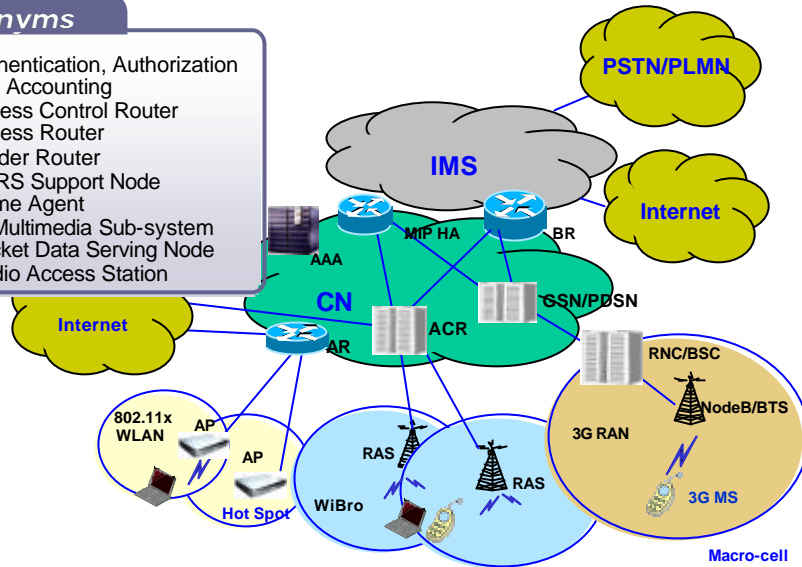 nyms
entication, Authorization
Accounting
ess Control Router
ess Router
der Router
RS Support Node
me Agent
Multimedia Sub-system
cket Data Serving Node
dio Access Station
PSTN/PLMN
IMS
Internet
MIP HA
BR
AAA
CN
GSN/PDSN
Internet
ACR
AR
RNC/BSC
802.11x
WLAN
AP
NodeB/BTS
3G RAN
AP
RAS
RAS
WiBro
3G MS
Hot Spot
Macro-cell